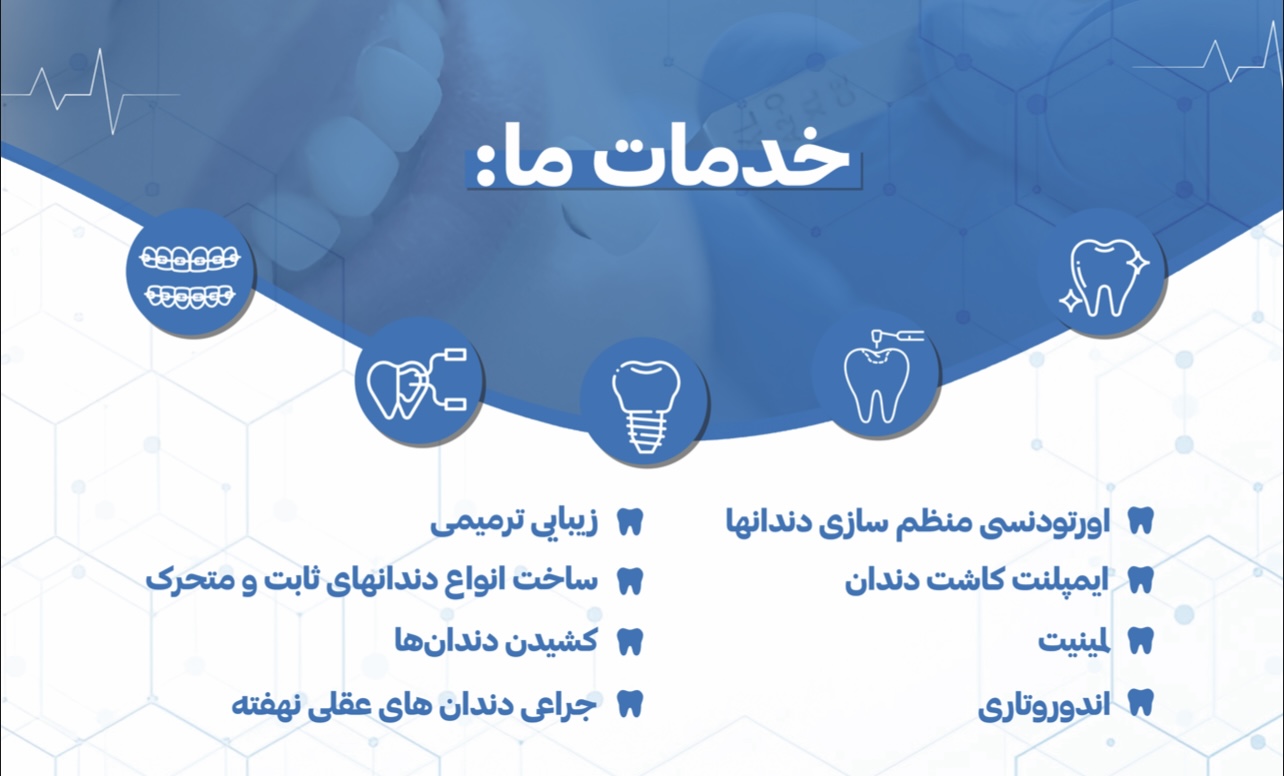 خدمات ما:
اورتودنسی منظم سازی دندانها
ایمپلنت کاشت دندان
لمینیت
اندوروتاری
زیبایی ترمیمی
ساخت انواع دندانهای ثابت و متحرک
کشیدن دندان‌ها
جراعی دندان های عقلی نهفته